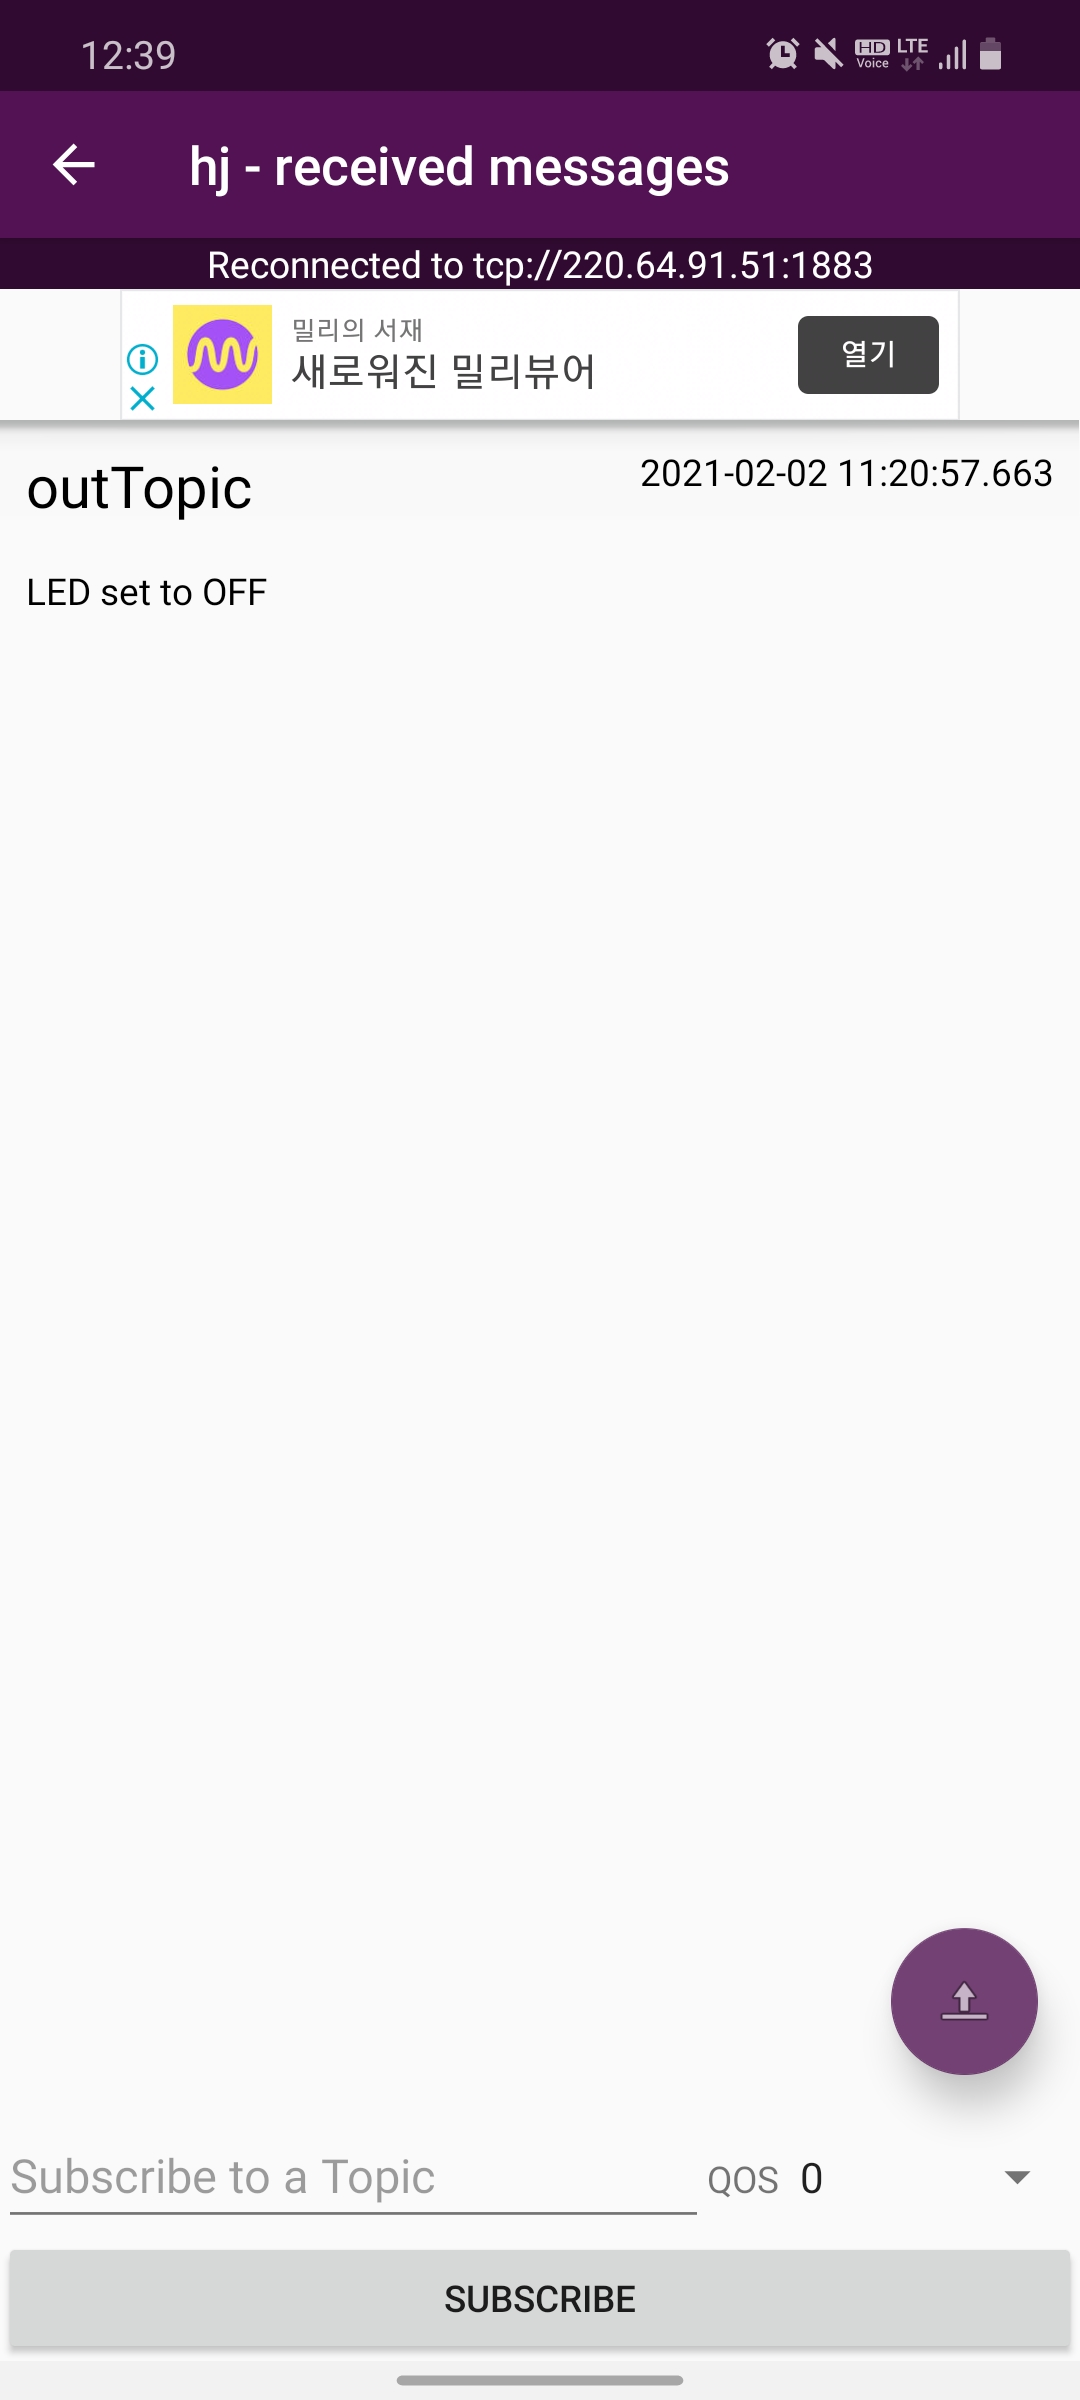 12:39
HD Voice LTE
hj - received messages
Reconnected to tcp://220.64.91.51:1883
밀리의 서재
새로워진 밀리뷰어
열기
outTopic
2021-02-02 11:20:57.663
LED set to OFF
Subscribe to a Topic
QOS 0
SUBSCRIBE